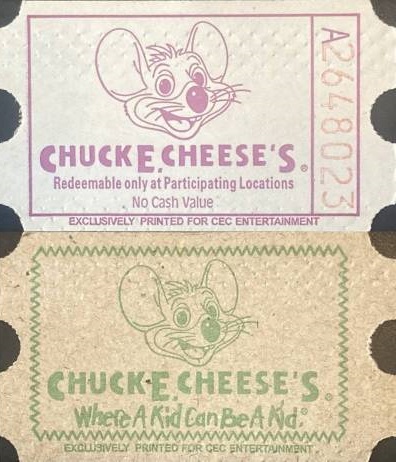 CHUCK E. CHEESE'S®
Redeemable only at Participating Locations
No Cash Value
EXCLUSIVELY PRINTED FOR CEC ENTERTAINMENT
A2648023
CHUCK E. CHEESE'S®
Where A Kid Can Be A Kid.®
EXCLUSIVELY PRINTED FOR CEC ENTERTAINMENT